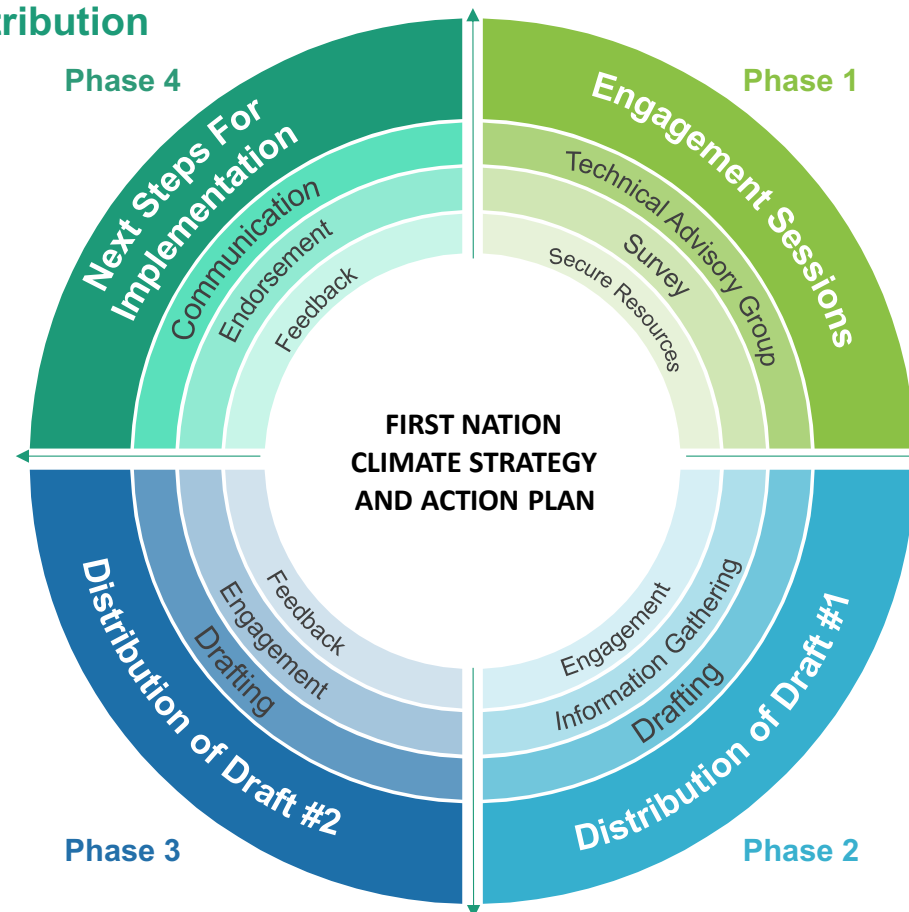 tribution
Phase 4
Phase 1
Next Steps For
Implementation
Communication
Endorsement
Feedback
Engagement Sessions
Technical Advisory Group
Survey
Secure Resources
FIRST NATION
CLIMATE STRATEGY
AND ACTION PLAN
Feedback
Engagement
Drafting
Distribution of Draft #2
Engagement
Information Gathering
Drafting
Distribution of Draft #1
Phase 3
Phase 2